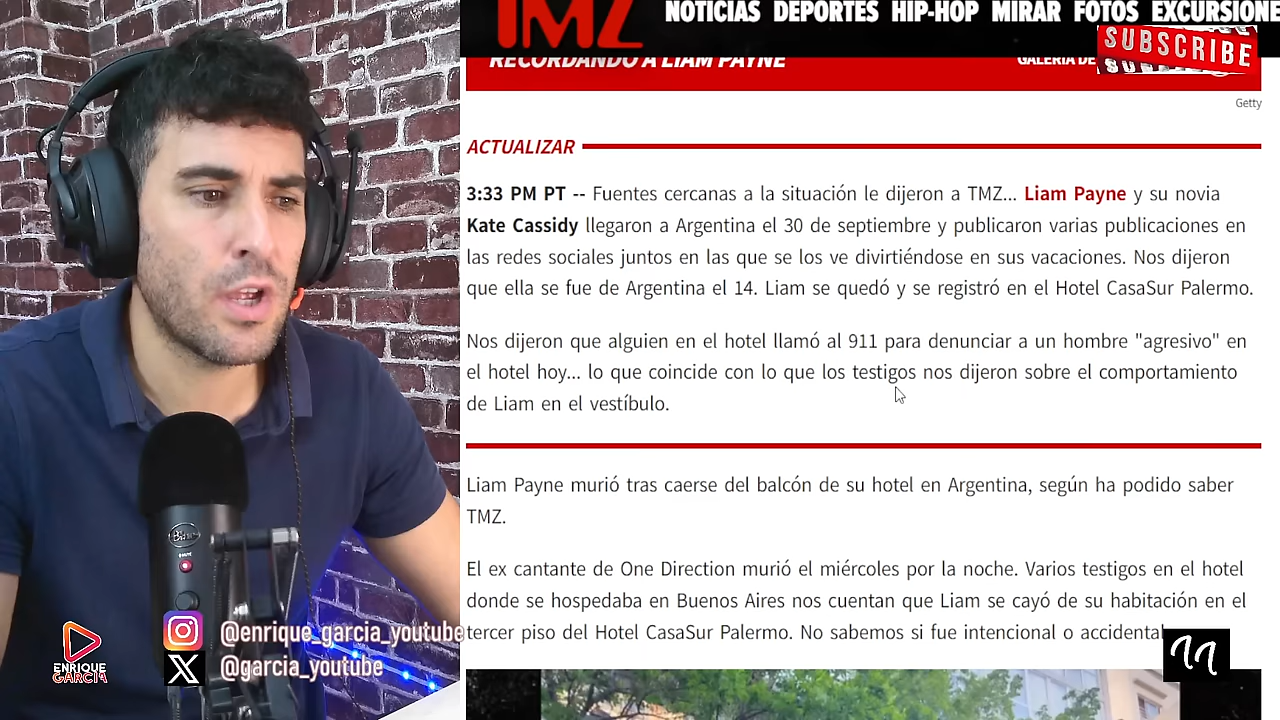 TMZ
NOTICIAS DEPORTES HIP-HOP MIRAR FOTOS EXCURSIONE
SUBSCRIBE
RECORDANDO A LIAM PAYNE
GALERÍA DE
Getty
ACTUALIZAR
3:33 PM PT -- Fuentes cercanas a la situación le dijeron a TMZ... Liam Payne y su novia
Kate Cassidy llegaron a Argentina el 30 de septiembre y publicaron varias publicaciones en
las redes sociales juntos en las que se los ve divirtiéndose en sus vacaciones. Nos dijeron
que ella se fue de Argentina el 14. Liam se quedó y se registró en el Hotel CasaSur Palermo.
Nos dijeron que alguien en el hotel llamó al 911 para denunciar a un hombre "agresivo" en
el hotel hoy... lo que coincide con lo que los testigos nos dijeron sobre el comportamiento
de Liam en el vestíbulo.
Liam Payne murió tras caerse del balcón de su hotel en Argentina, según ha podido saber
TMZ.
El ex cantante de One Direction murió el miércoles por la noche. Varios testigos en el hotel
donde se hospedaba en Buenos Aires nos cuentan que Liam se cayó de su habitación en el
tercer piso del Hotel CasaSur Palermo. No sabemos si fue intencional o accidental
Blue
ENRIQUE
GARCIA
@enrique_garcia_youtube
@garcia_youtube